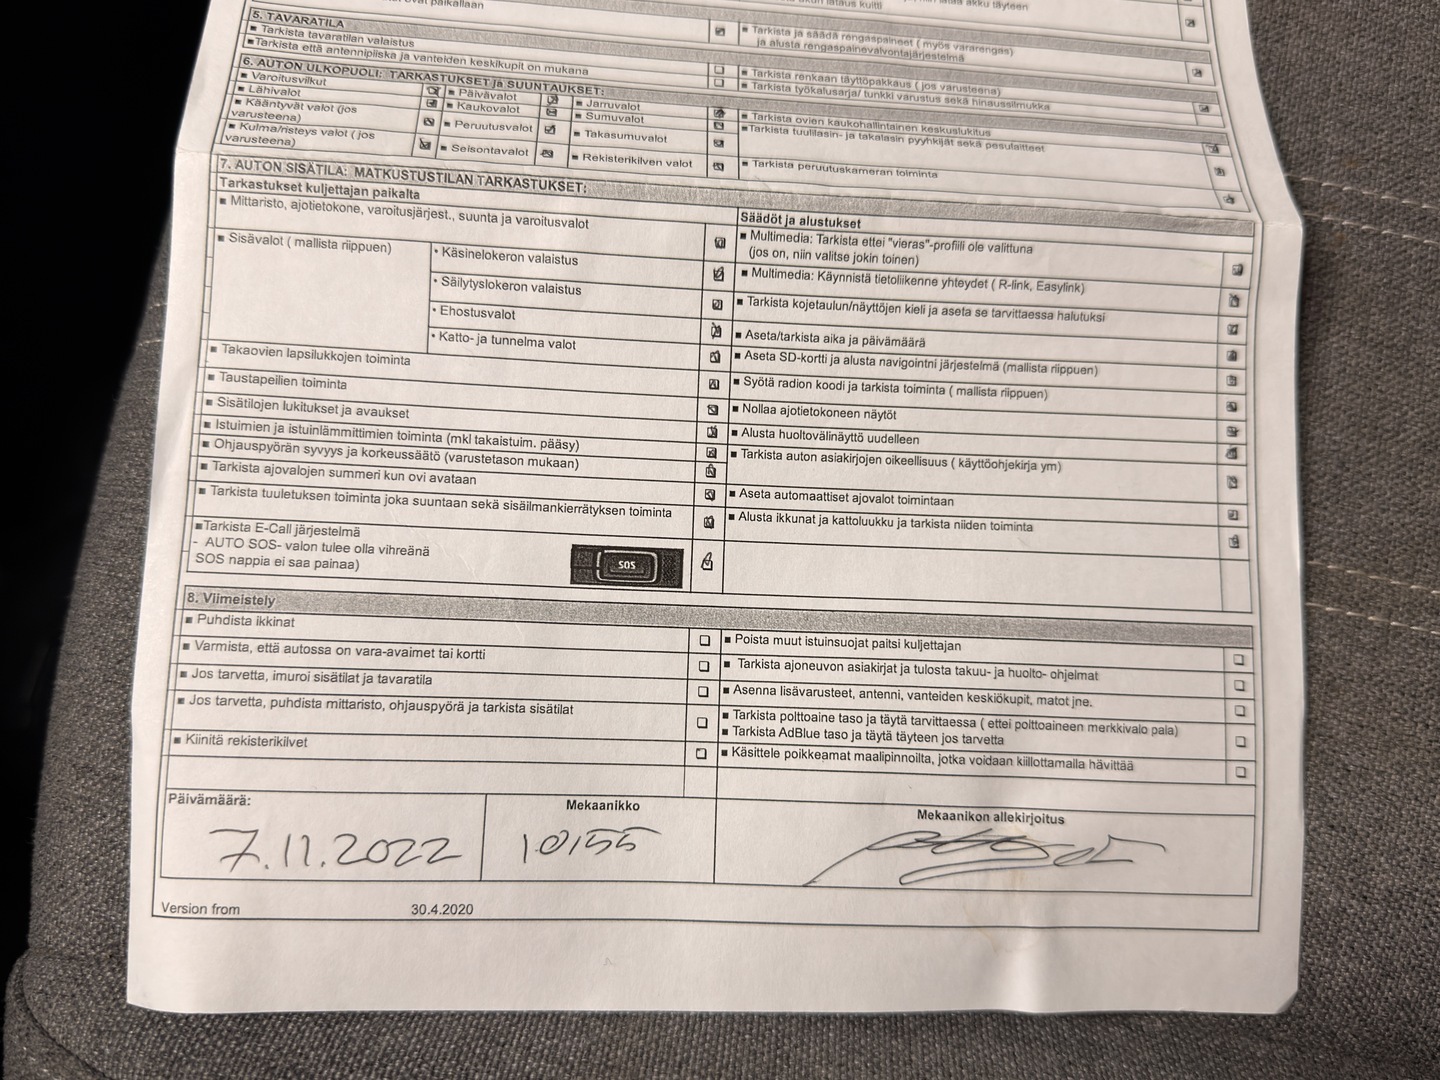 paikallaan
akun lataus kuitti
lataa akku täyteen
5. TAVARATILA
▪ Tarkista tavaratilan valaistus
▪ Tarkista että antennipiiska ja vanteiden keskikupit on mukana
▪ Tarkista ja säädä rengaspaineet ( myös vararengas)
ja alusta rengaspainevalvontajärjestelmä
▪ Tarkista renkaan täyttöpakkaus ( jos varusteena)
▪ Tarkista työkalusarja/ tunkki varustus sekä hinaussilmukka
6. AUTON ULKOPUOLI: TARKASTUKSET ja SUUNTAUKSET:
▪ Varoitusvilkut
▪ Päivävalot
▪ Jarruvalot
▪ Lähivalot
▪ Kaukovalot
▪ Sumuvalot
▪ Kääntyvät valot (jos
varusteena)
▪ Peruutusvalot
▪ Takasumuvalot
▪ Kulma/risteys valot ( jos
varusteena)
▪ Seisontavalot
▪ Rekisterikilven valot
▪ Tarkista ovien kaukohallintainen keskuslukitus
▪ Tarkista tuulilasin- ja takalasin pyyhkijät sekä pesulaitteet
▪ Tarkista peruutuskameran toiminta
7. AUTON SISÄTILA: MATKUSTUSTILAN TARKASTUKSET:
Tarkastukset kuljettajan paikalta
▪ Mittaristo, ajotietokone, varoitusjärjest., suunta ja varoitusvalot
▪ Sisävalot ( mallista riippuen)
• Käsinelokeron valaistus
• Säilytyslokeron valaistus
• Ehostusvalot
• Katto- ja tunnelma valot
▪ Takaovien lapsilukkojen toiminta
▪ Taustapeilien toiminta
▪ Sisätilojen lukitukset ja avaukset
▪ Istuimien ja istuinlämmittimien toiminta (mkl takaistuim. pääsy)
▪ Ohjauspyörän syvyys ja korkeussäätö (varustetason mukaan)
▪ Tarkista ajovalojen summeri kun ovi avataan
▪ Tarkista tuuletuksen toiminta joka suuntaan sekä sisäilmankierrätyksen toiminta
▪Tarkista E-Call järjestelmä
- AUTO SOS- valon tulee olla vihreänä
SOS nappia ei saa painaa)
SOS
Säädöt ja alustukset
▪ Multimedia: Tarkista ettei "vieras"-profiili ole valittuna
(jos on, niin valitse jokin toinen)
▪ Multimedia: Käynnistä tietoliikenne yhteydet ( R-link, Easylink)
▪ Tarkista kojetaulun/näyttöjen kieli ja aseta se tarvittaessa halutuksi
▪ Aseta/tarkista aika ja päivämäärä
▪ Aseta SD-kortti ja alusta navigointni järjestelmä (mallista riippuen)
▪ Syötä radion koodi ja tarkista toiminta ( mallista riippuen)
▪ Nollaa ajotietokoneen näytöt
▪ Alusta huoltovälinäyttö uudelleen
▪ Tarkista auton asiakirjojen oikeellisuus ( käyttöohjekirja ym)
▪ Aseta automaattiset ajovalot toimintaan
▪ Alusta ikkunat ja kattoluukku ja tarkista niiden toiminta
8. Viimeistely
▪ Puhdista ikkinat
▪ Varmista, että autossa on vara-avaimet tai kortti
▪ Jos tarvetta, imuroi sisätilat ja tavaratila
▪ Jos tarvetta, puhdista mittaristo, ohjauspyörä ja tarkista sisätilat
▪ Kiinitä rekisterikilvet
▪ Poista muut istuinsuojat paitsi kuljettajan
▪ Tarkista ajoneuvon asiakirjat ja tulosta takuu- ja huolto- ohjelmat
▪ Asenna lisävarusteet, antenni, vanteiden keskiökupit, matot jne.
▪ Tarkista polttoaine taso ja täytä tarvittaessa ( ettei polttoaineen merkkivalo pala)
▪ Tarkista AdBlue taso ja täytä täyteen jos tarvetta
▪ Käsittele poikkeamat maalipinnoilta, jotka voidaan kiillottamalla hävittää
Päivämäärä:
Mekaanikko
Mekaanikon allekirjoitus
7.11.2022
10155
Version from 30.4.2020